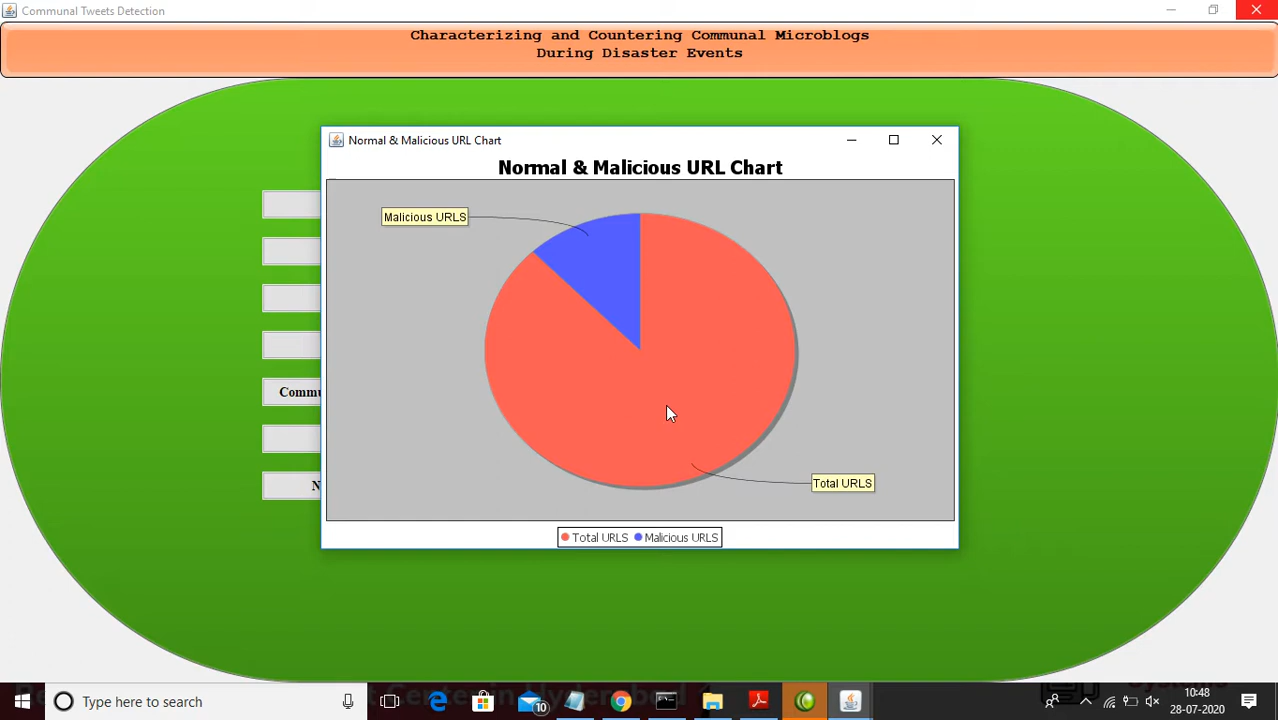 Communal Tweets Detection
Characterizing and Countering Communal Microblogs
During Disaster Events
Normal & Malicious URL Chart
Normal & Malicious URL Chart
Malicious URLS
Total URLS
Total URLS Malicious URLS
Commu
N
Type here to search
10
10:48
28-07-2020